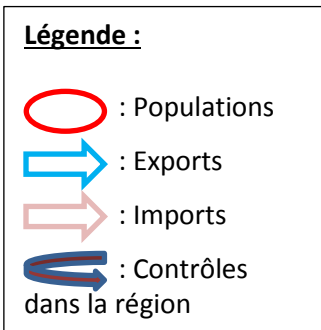 Légende :
: Populations
: Exports
: Imports
: Contrôles
dans la région